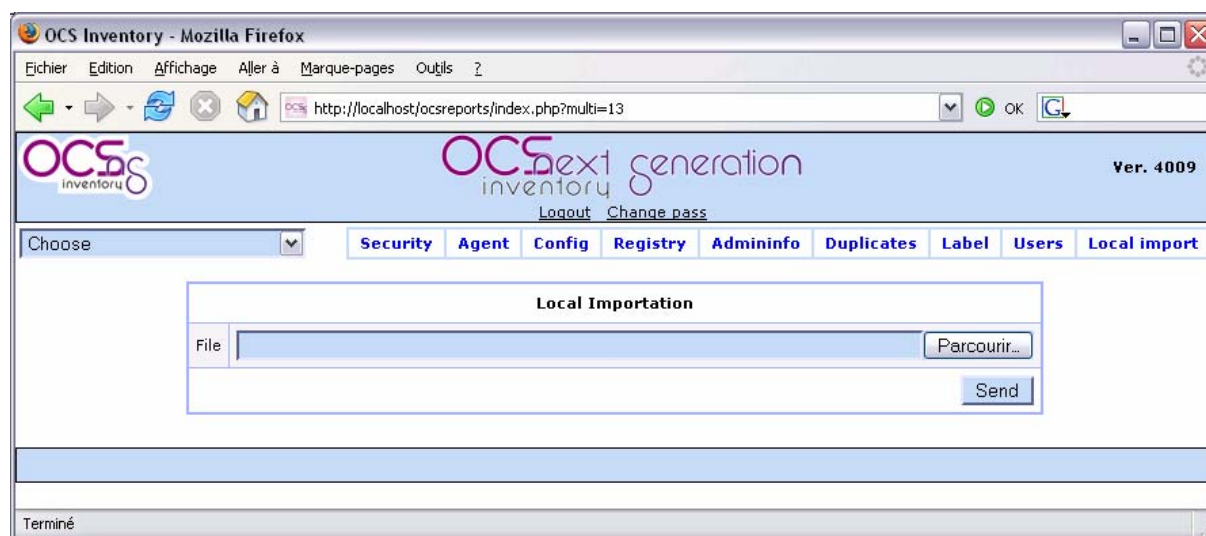 OCS Inventory - Mozilla Firefox
Fichier Edition Affichage Aller à Marque-pages Outils ?
http://localhost/ocsreports/index.php?multi=13 OK
OCS ng inventory
OCS next generation inventory
Ver. 4009
Logout Change pass
Choose Security Agent Config Registry Admininfo Duplicates Label Users Local import
Local Importation
File Parcourir...
Send
Terminé